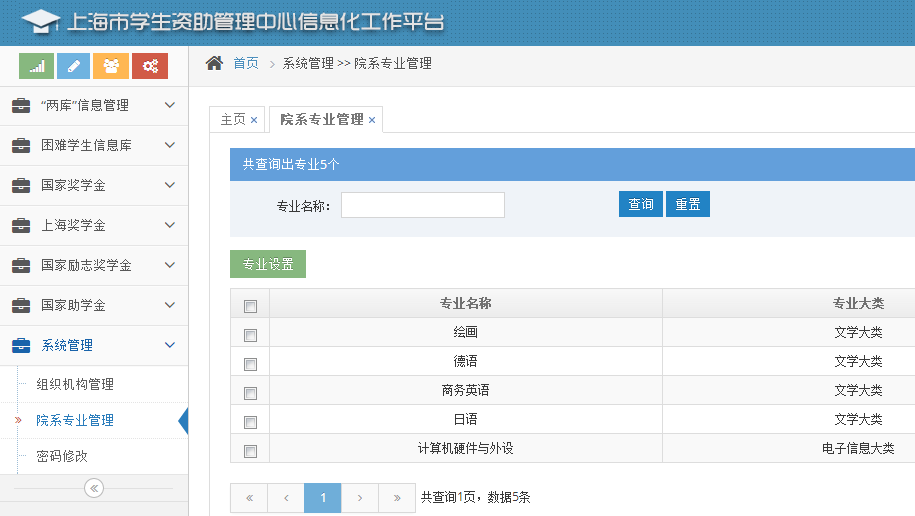 上海市学生资助管理中心信息化工作平台
首页 > 系统管理 >> 院系专业管理
“两库”信息管理
困难学生信息库
国家奖学金
上海奖学金
国家励志奖学金
国家助学金
系统管理
组织机构管理
» 院系专业管理
密码修改
«
主页 × 院系专业管理 ×
共查询出专业5个
专业名称： 查询 重置
专业设置
专业名称 专业大类
绘画 文学大类
德语 文学大类
商务英语 文学大类
日语 文学大类
计算机硬件与外设 电子信息大类
« ‹ 1 › » 共查询1页，数据5条